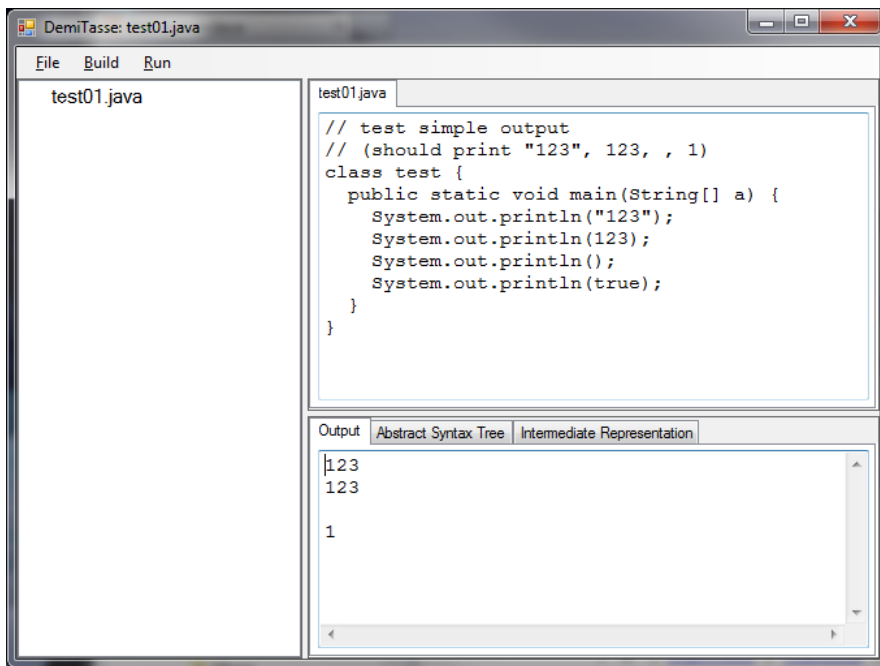 DemiTasse: test01.java
File Build Run
test01.java
test01.java
// test simple output
// (should print "123", 123, , 1)
class test {
  public static void main(String[] a) {
    System.out.println("123");
    System.out.println(123);
    System.out.println();
    System.out.println(true);
  }
}
Output Abstract Syntax Tree Intermediate Representation
123
123
1